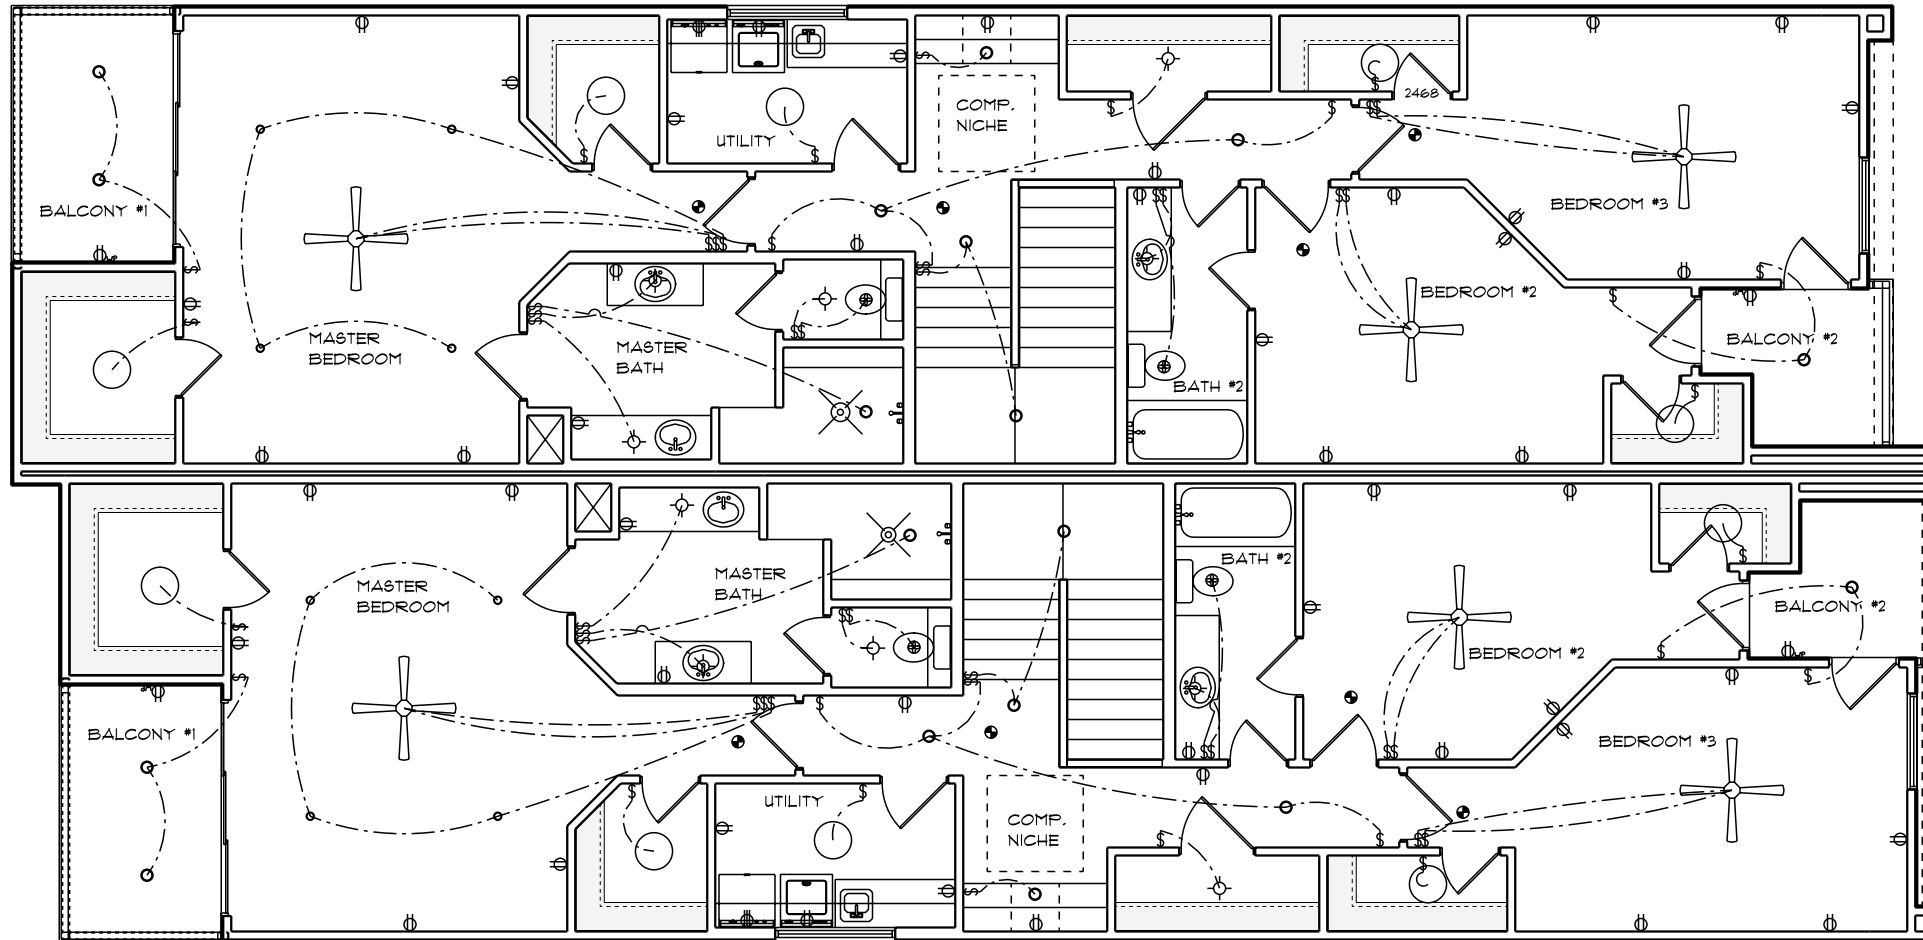 COMP.
NICHE
2468
UTILITY
BALCONY #1
BEDROOM #3
BEDROOM #2
MASTER
BEDROOM
MASTER
BATH
BALCONY #2
BATH #2
BATH #2
MASTER
BEDROOM
MASTER
BATH
BALCONY #2
BEDROOM #2
BALCONY #1
BEDROOM #3
UTILITY
COMP.
NICHE